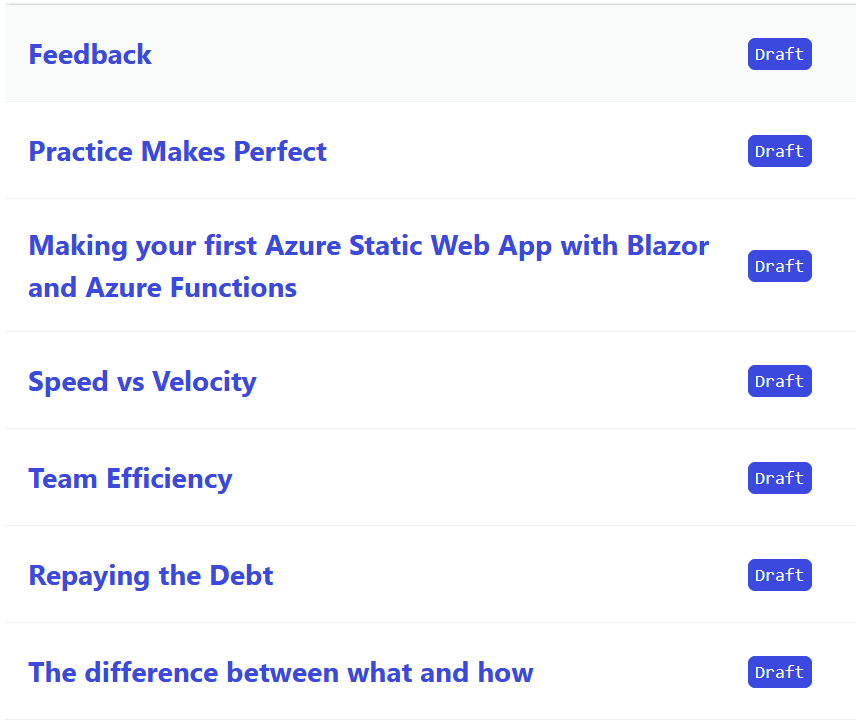 Feedback Draft
Practice Makes Perfect Draft
Making your first Azure Static Web App with Blazor
and Azure Functions
Draft
Speed vs Velocity Draft
Team Efficiency Draft
Repaying the Debt Draft
The difference between what and how Draft